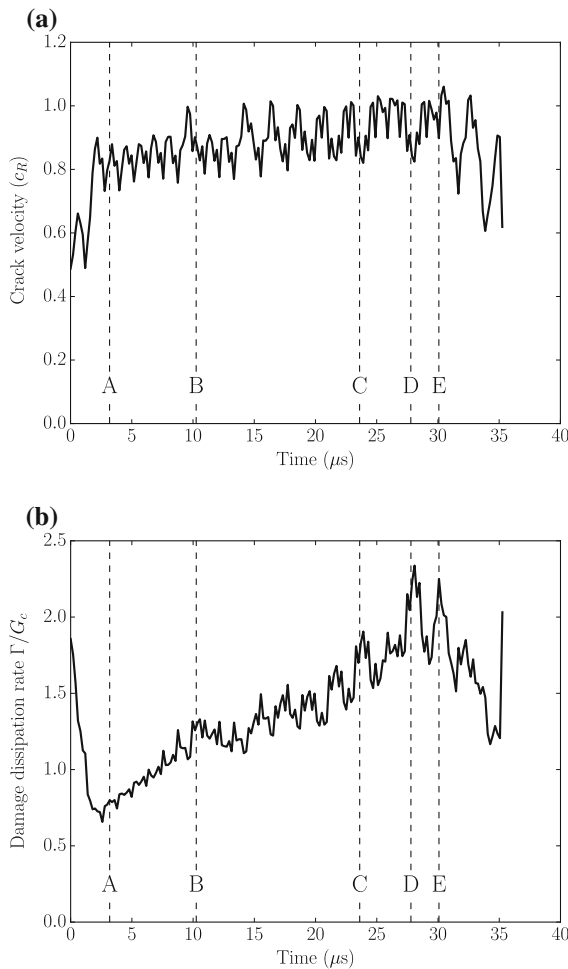 (a)
1.2
1.0
0.8
0.6
0.4
0.2
0.0
Crack velocity (c_R)
A B C D E
0 5 10 15 20 25 30 35 40
Time (μs)
(b)
2.5
2.0
1.5
1.0
0.5
0.0
Damage dissipation rate Γ/G_c
A B C D E
0 5 10 15 20 25 30 35 40
Time (μs)